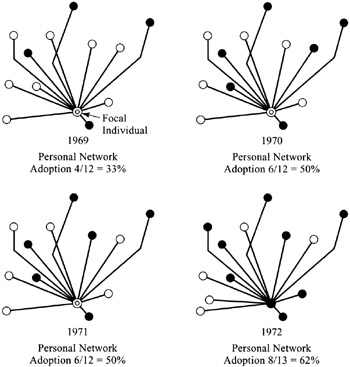 Focal
Individual
1969
Personal Network
Adoption 4/12 = 33%
1970
Personal Network
Adoption 6/12 = 50%
1971
Personal Network
Adoption 6/12 = 50%
1972
Personal Network
Adoption 8/13 = 62%